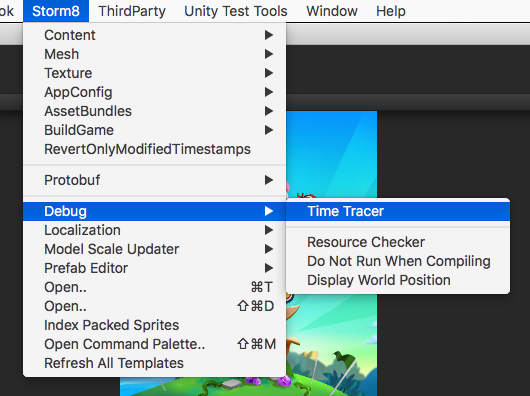 ok Storm8 ThirdParty Unity Test Tools Window Help
Content
Mesh
Texture
AppConfig
AssetBundles
BuildGame
RevertOnlyModifiedTimestamps
Protobuf
Debug
Localization
Model Scale Updater
Prefab Editor
Open.. ⌘T
Open.. ⇧⌘D
Index Packed Sprites
Open Command Palette.. ⇧⌘M
Refresh All Templates
Time Tracer
Resource Checker
Do Not Run When Compiling
Display World Position